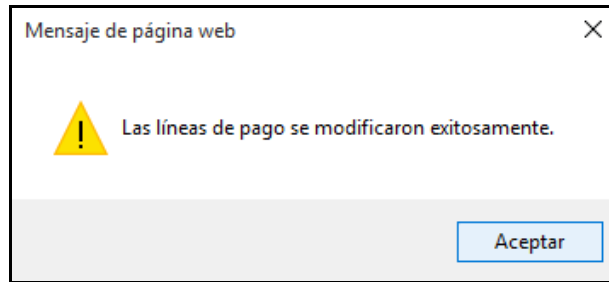 Mensaje de página web
Las líneas de pago se modificaron exitosamente.
Aceptar